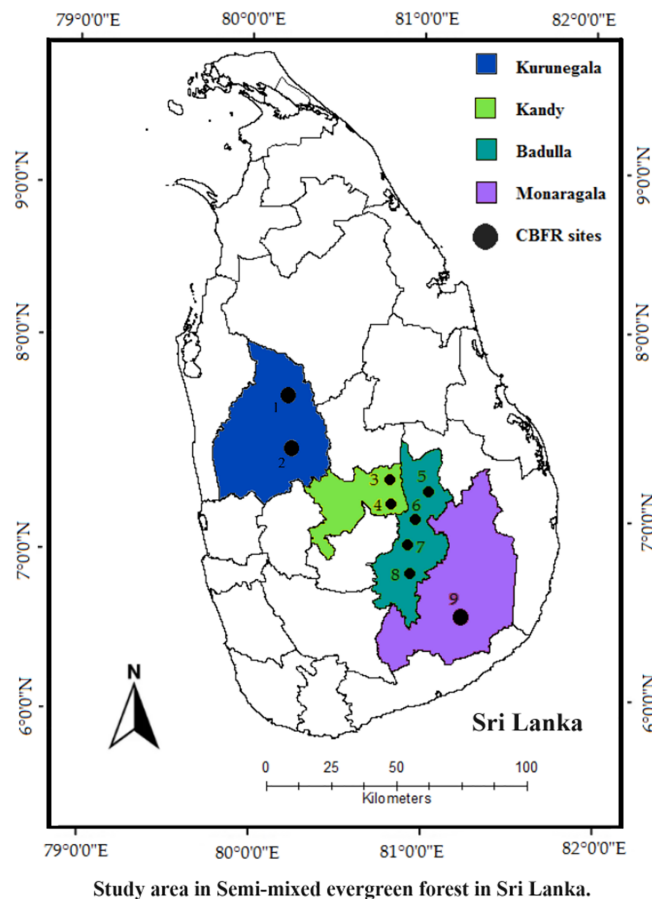 79°0'0"E 80°0'0"E 81°0'0"E 82°0'0"E
Kurunegala
Kandy
Badulla
Monaragala
CBFR sites
9°0'0"N
9°0'0"N
8°0'0"N
8°0'0"N
1
2
3
4
5
6
7
8
9
7°0'0"N
7°0'0"N
6°0'0"N
6°0'0"N
N
Sri Lanka
0 25 50 100
Kilometers
79°0'0"E 80°0'0"E 81°0'0"E 82°0'0"E
Study area in Semi-mixed evergreen forest in Sri Lanka.